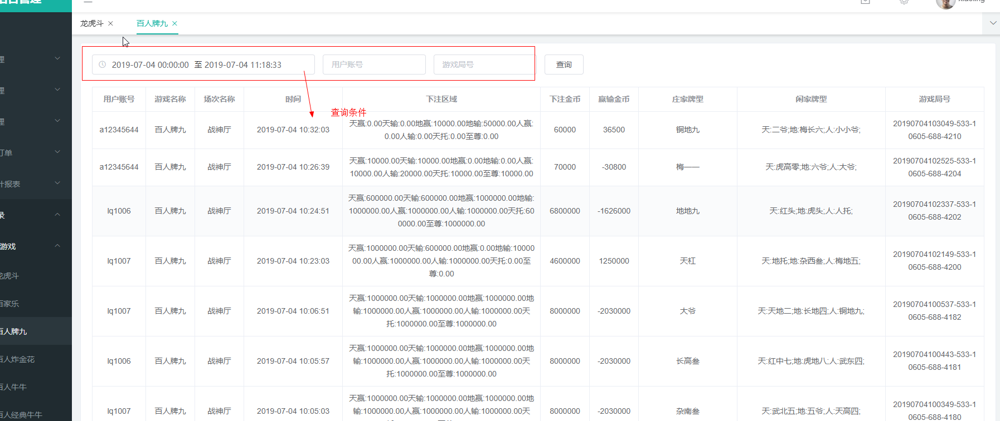 后台管理
xiaoling
龙虎斗
百人牌九
2019-07-04 00:00:00 至 2019-07-04 11:18:33
用户账号
游戏局号
查询
查询条件
理
理
理
订单
计报表
录
游戏
龙虎斗
百家乐
百人牌九
百人炸金花
百人牛牛
百人经典牛牛
用户账号 游戏名称 场次名称 时间 下注区域 下注金币 赢输金币 庄家牌型 闲家牌型 游戏局号
a12345644 百人牌九 战神厅 2019-07-04 10:32:03
天赢:0.00天输:0.00地赢:10000.00地输:50000.00人赢:
0.00人输:0.00天托:0.00至尊:0.00
60000 36500 铜地九 天:二爷;地:梅长六;人:小小爷;
20190704103049-533-1
0605-688-4210
a12345644 百人牌九 战神厅 2019-07-04 10:26:39
天赢:10000.00天输:10000.00地赢:0.00地输:0.00人赢:
10000.00人输:20000.00天托:10000.00至尊:10000.00
70000 -30800 梅一一 天:虎高零;地:六爷;人:大爷;
20190704102525-533-1
0605-688-4204
lq1006 百人牌九 战神厅 2019-07-04 10:24:51
天赢:600000.00天输:600000.00地赢:1000000.00地输:
1000000.00人赢:1000000.00人输:1000000.00天托:60
0000.00至尊:1000000.00
6800000 -1626000 地地九 天:红头;地:虎头;人:人托;
20190704102337-533-1
0605-688-4202
lq1007 百人牌九 战神厅 2019-07-04 10:23:03
天赢:1000000.00天输:600000.00地赢:0.00地输:10000
00.00人赢:1000000.00人输:1000000.00天托:0.00至
尊:0.00
4600000 1250000 天杠 天:地托;地:杂西叁;人:梅地五;
20190704102149-533-1
0605-688-4200
lq1007 百人牌九 战神厅 2019-07-04 10:06:51
天赢:1000000.00天输:1000000.00地赢:1000000.00地
输:1000000.00人赢:1000000.00人输:1000000.00天
托:1000000.00至尊:1000000.00
8000000 -2030000 大爷 天:天地二;地:长地四;人:铜地九;
20190704100537-533-1
0605-688-4182
lq1006 百人牌九 战神厅 2019-07-04 10:05:57
天赢:1000000.00天输:1000000.00地赢:1000000.00地
输:1000000.00人赢:1000000.00人输:1000000.00天
托:1000000.00至尊:1000000.00
8000000 -2030000 长高叁 天:红中七;地:虎地八;人:武东四;
20190704100443-533-1
0605-688-4181
lq1007 百人牌九 战神厅 2019-07-04 10:05:03
天赢:1000000.00天输:1000000.00地赢:1000000.00地
输:1000000.00人赢:1000000.00人输:1000000.00天
8000000 -2030000 杂南叁 天:武北五;地:五爷;人:天高四;
20190704100349-533-1
0605-688-4180